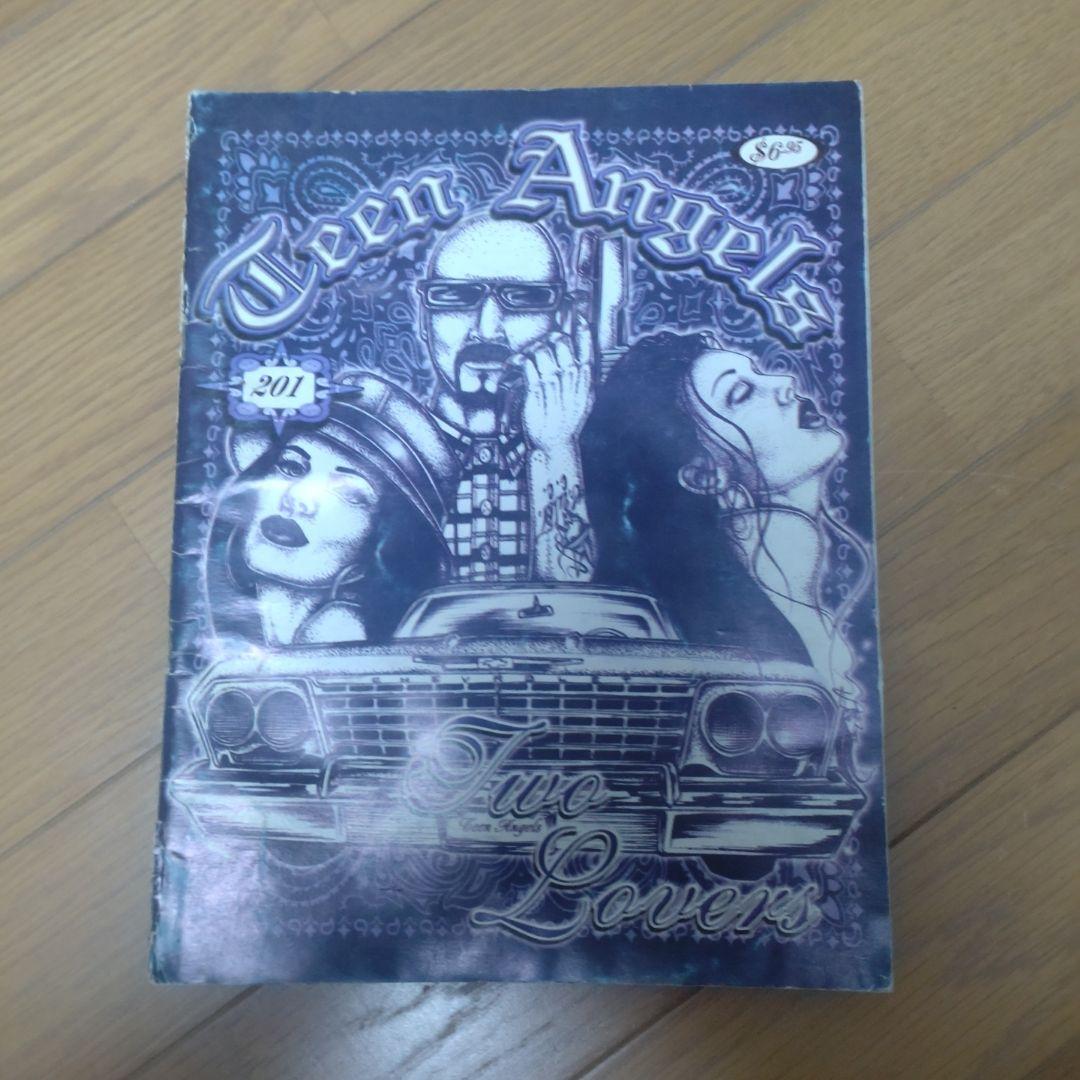 Teen Angels
$6.95
201
CHEVROLET
Two
Teen Angels
Lovers